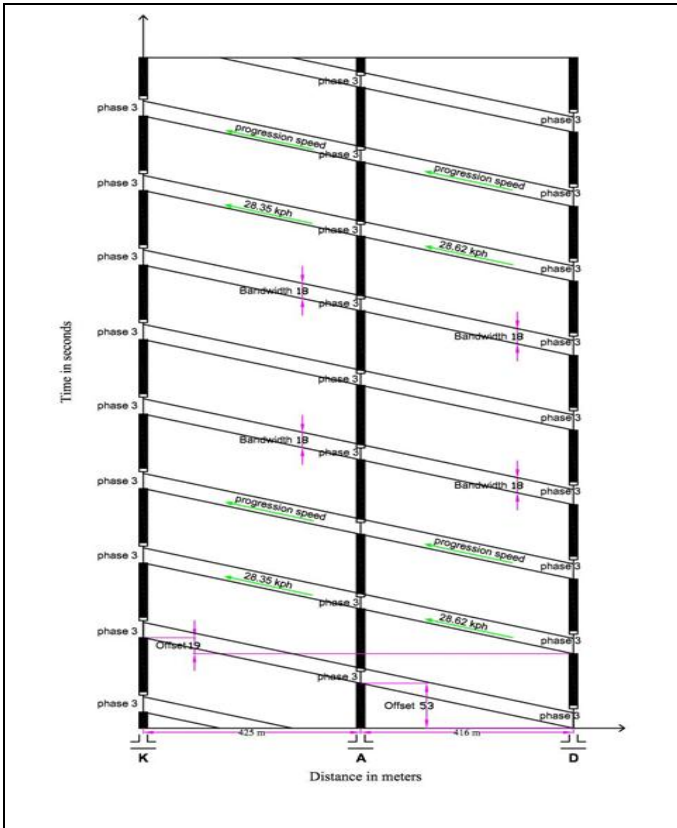 phase 3
phase 3
phase 3
progression speed
phase 3
progression speed
phase 3
phase 3
28.35 kph
phase 3
28.62 kph
phase 3
phase 3
Bandwidth 18
phase 3
Bandwidth 18
phase 3
phase 3
phase 3
phase 3
phase 3
Bandwidth 18
phase 3
Bandwidth 18
phase 3
phase 3
progression speed
progression speed
phase 3
phase 3
28.35 kph
phase 3
28.62 kph
phase 3
phase 3
Offset 19
phase 3
Offset 53
phase 3
phase 3
425 m
416 m
K
A
D
Distance in meters
Time in seconds